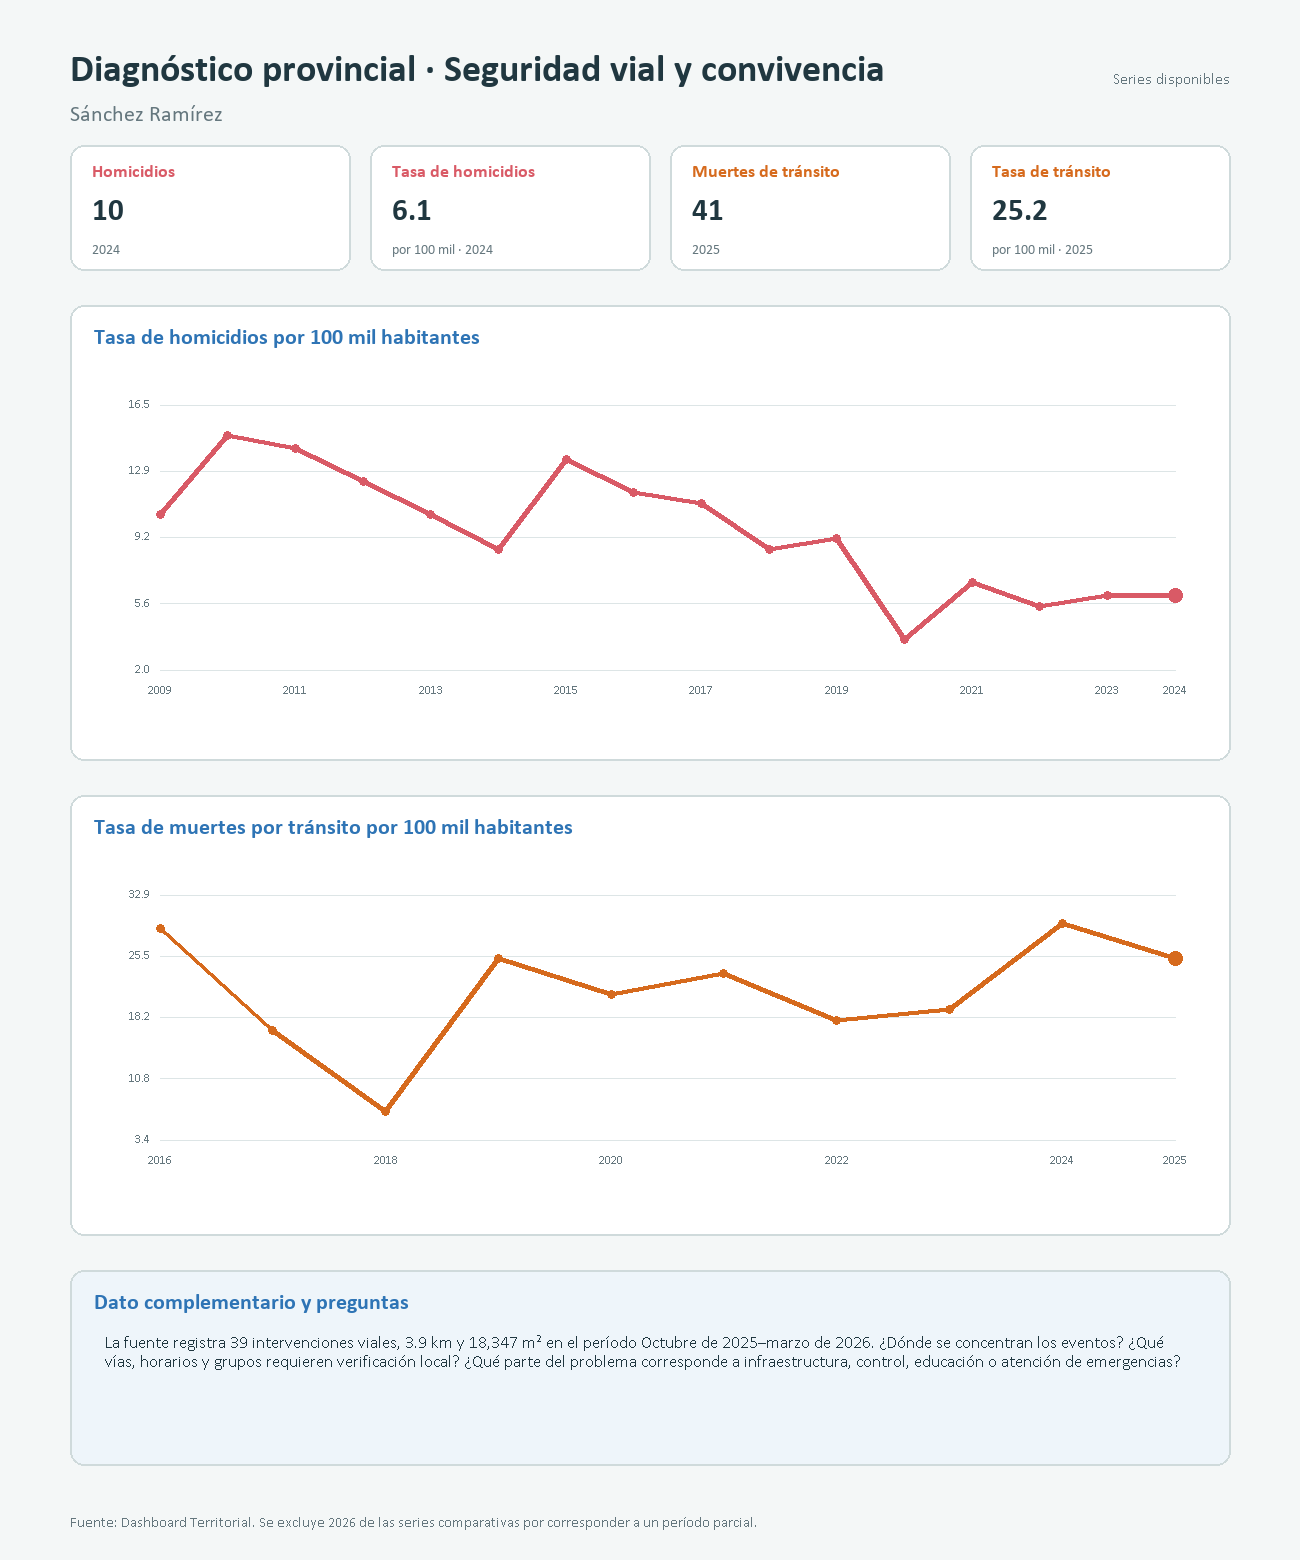 Diagnóstico provincial · Seguridad vial y convivencia
Series disponibles
Sánchez Ramírez
Homicidios
10
2024
Tasa de homicidios
6.1
por 100 mil · 2024
Muertes de tránsito
41
2025
Tasa de tránsito
25.2
por 100 mil · 2025
Tasa de homicidios por 100 mil habitantes
16.5
12.9
9.2
5.6
2.0
2009 2011 2013 2015 2017 2019 2021 2023 2024
Tasa de muertes por tránsito por 100 mil habitantes
32.9
25.5
18.2
10.8
3.4
2016 2018 2020 2022 2024 2025
Dato complementario y preguntas
La fuente registra 39 intervenciones viales, 3.9 km y 18,347 m² en el período Octubre de 2025–marzo de 2026. ¿Dónde se concentran los eventos? ¿Qué
vías, horarios y grupos requieren verificación local? ¿Qué parte del problema corresponde a infraestructura, control, educación o atención de emergencias?
Fuente: Dashboard Territorial. Se excluye 2026 de las series comparativas por corresponder a un período parcial.